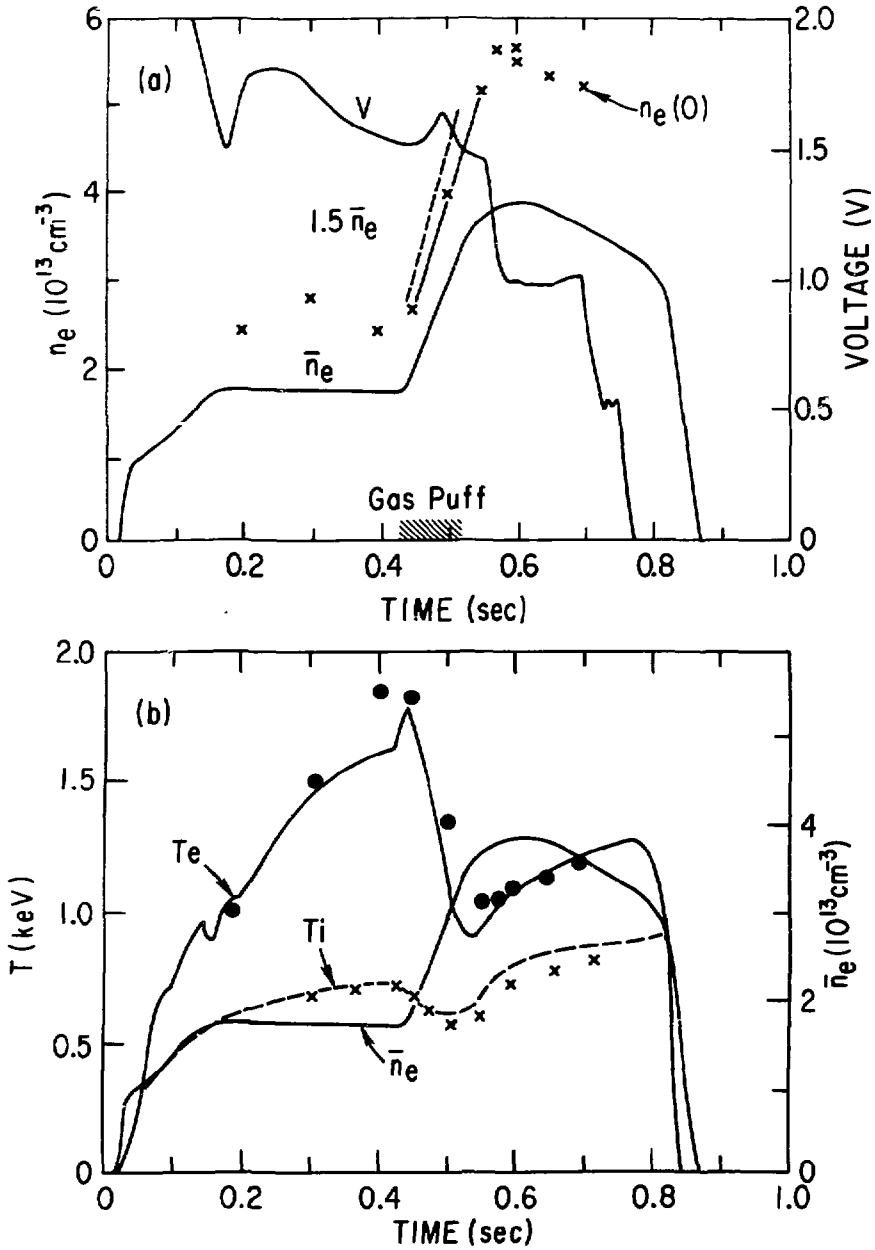 (a)
6
4
2
0
n_e (10^13 cm^-3)
2.0
1.5
1.0
0.5
0
VOLTAGE (V)
V
n_e (0)
1.5 n̄_e
n̄_e
Gas Puff
0 0.2 0.4 0.6 0.8 1.0
TIME (sec)
(b)
2.0
1.5
1.0
0.5
0
T (keV)
4
2
0
n̄_e (10^13 cm^-3)
Te
Ti
n̄_e
0 0.2 0.4 0.6 0.8 1.0
TIME (sec)